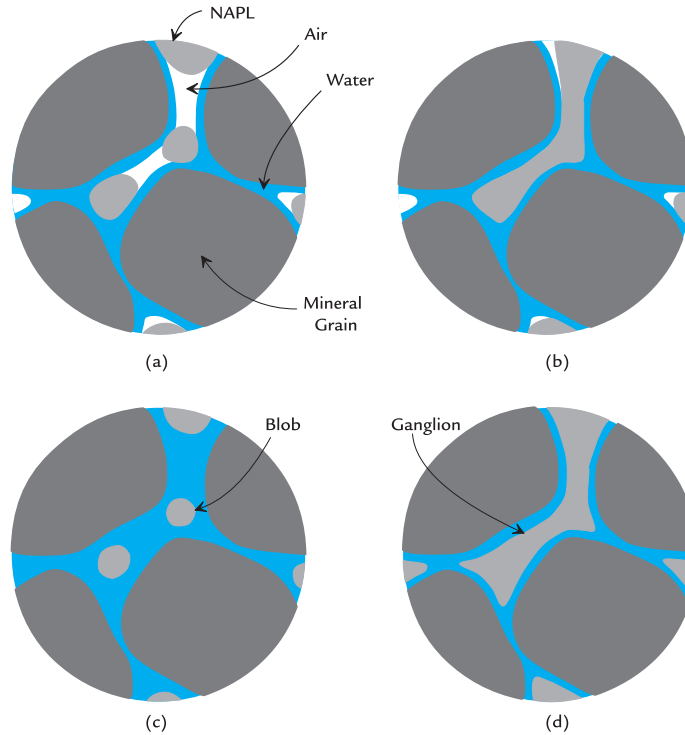 NAPL
Air
Water
Mineral
Grain
(a)
(b)
Blob
Ganglion
(c)
(d)